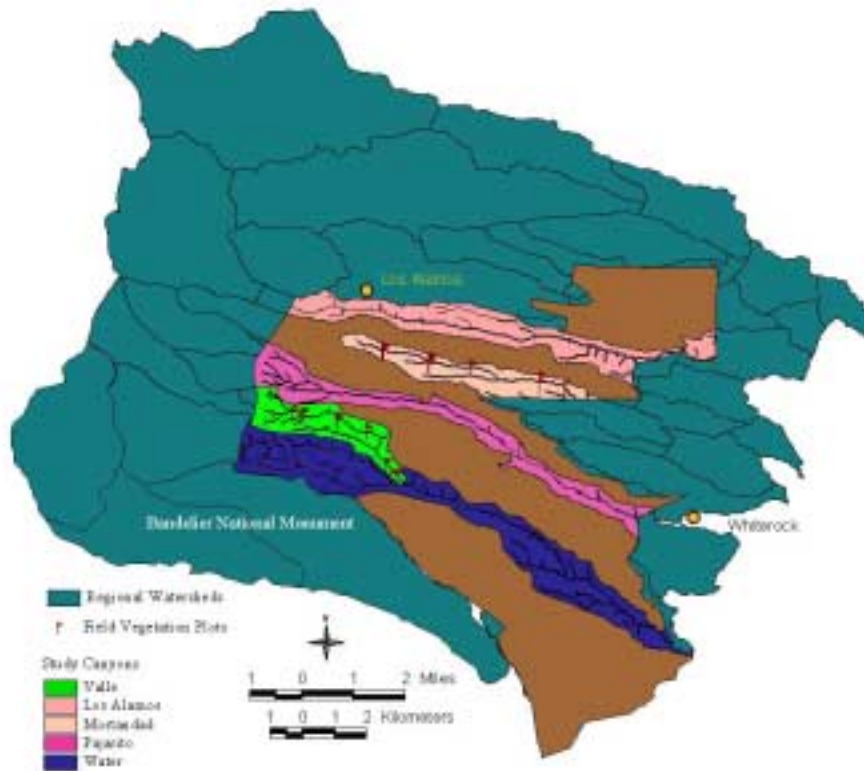 Los Alamos
Bandelier National Monument
Whiterock
Regional Watersheds
Field Vegetation Plots
Study Canyons
Valle
Los Alamos
Mortandad
Pajarito
Water
1 0 1 2 Miles
1 0 1 2 Kilometers